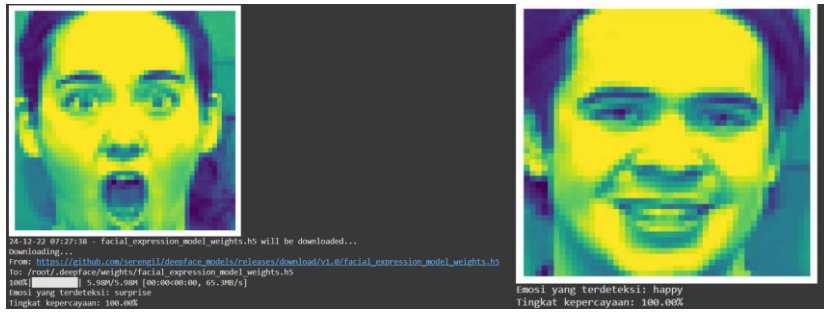 24-12-22 07:27:38 - facial_expression_model_weights.h5 will be downloaded...
Downloading...
From: https://github.com/serengil/deepface_models/releases/download/v1.0/facial_expression_model_weights.h5
To: /root/.deepface/weights/facial_expression_model_weights.h5
100%|██████████| 5.98M/5.98M [00:00<00:00, 65.3MB/s]
Emosi yang terdeteksi: surprise
Tingkat kepercayaan: 100.00%
Emosi yang terdeteksi: happy
Tingkat kepercayaan: 100.00%